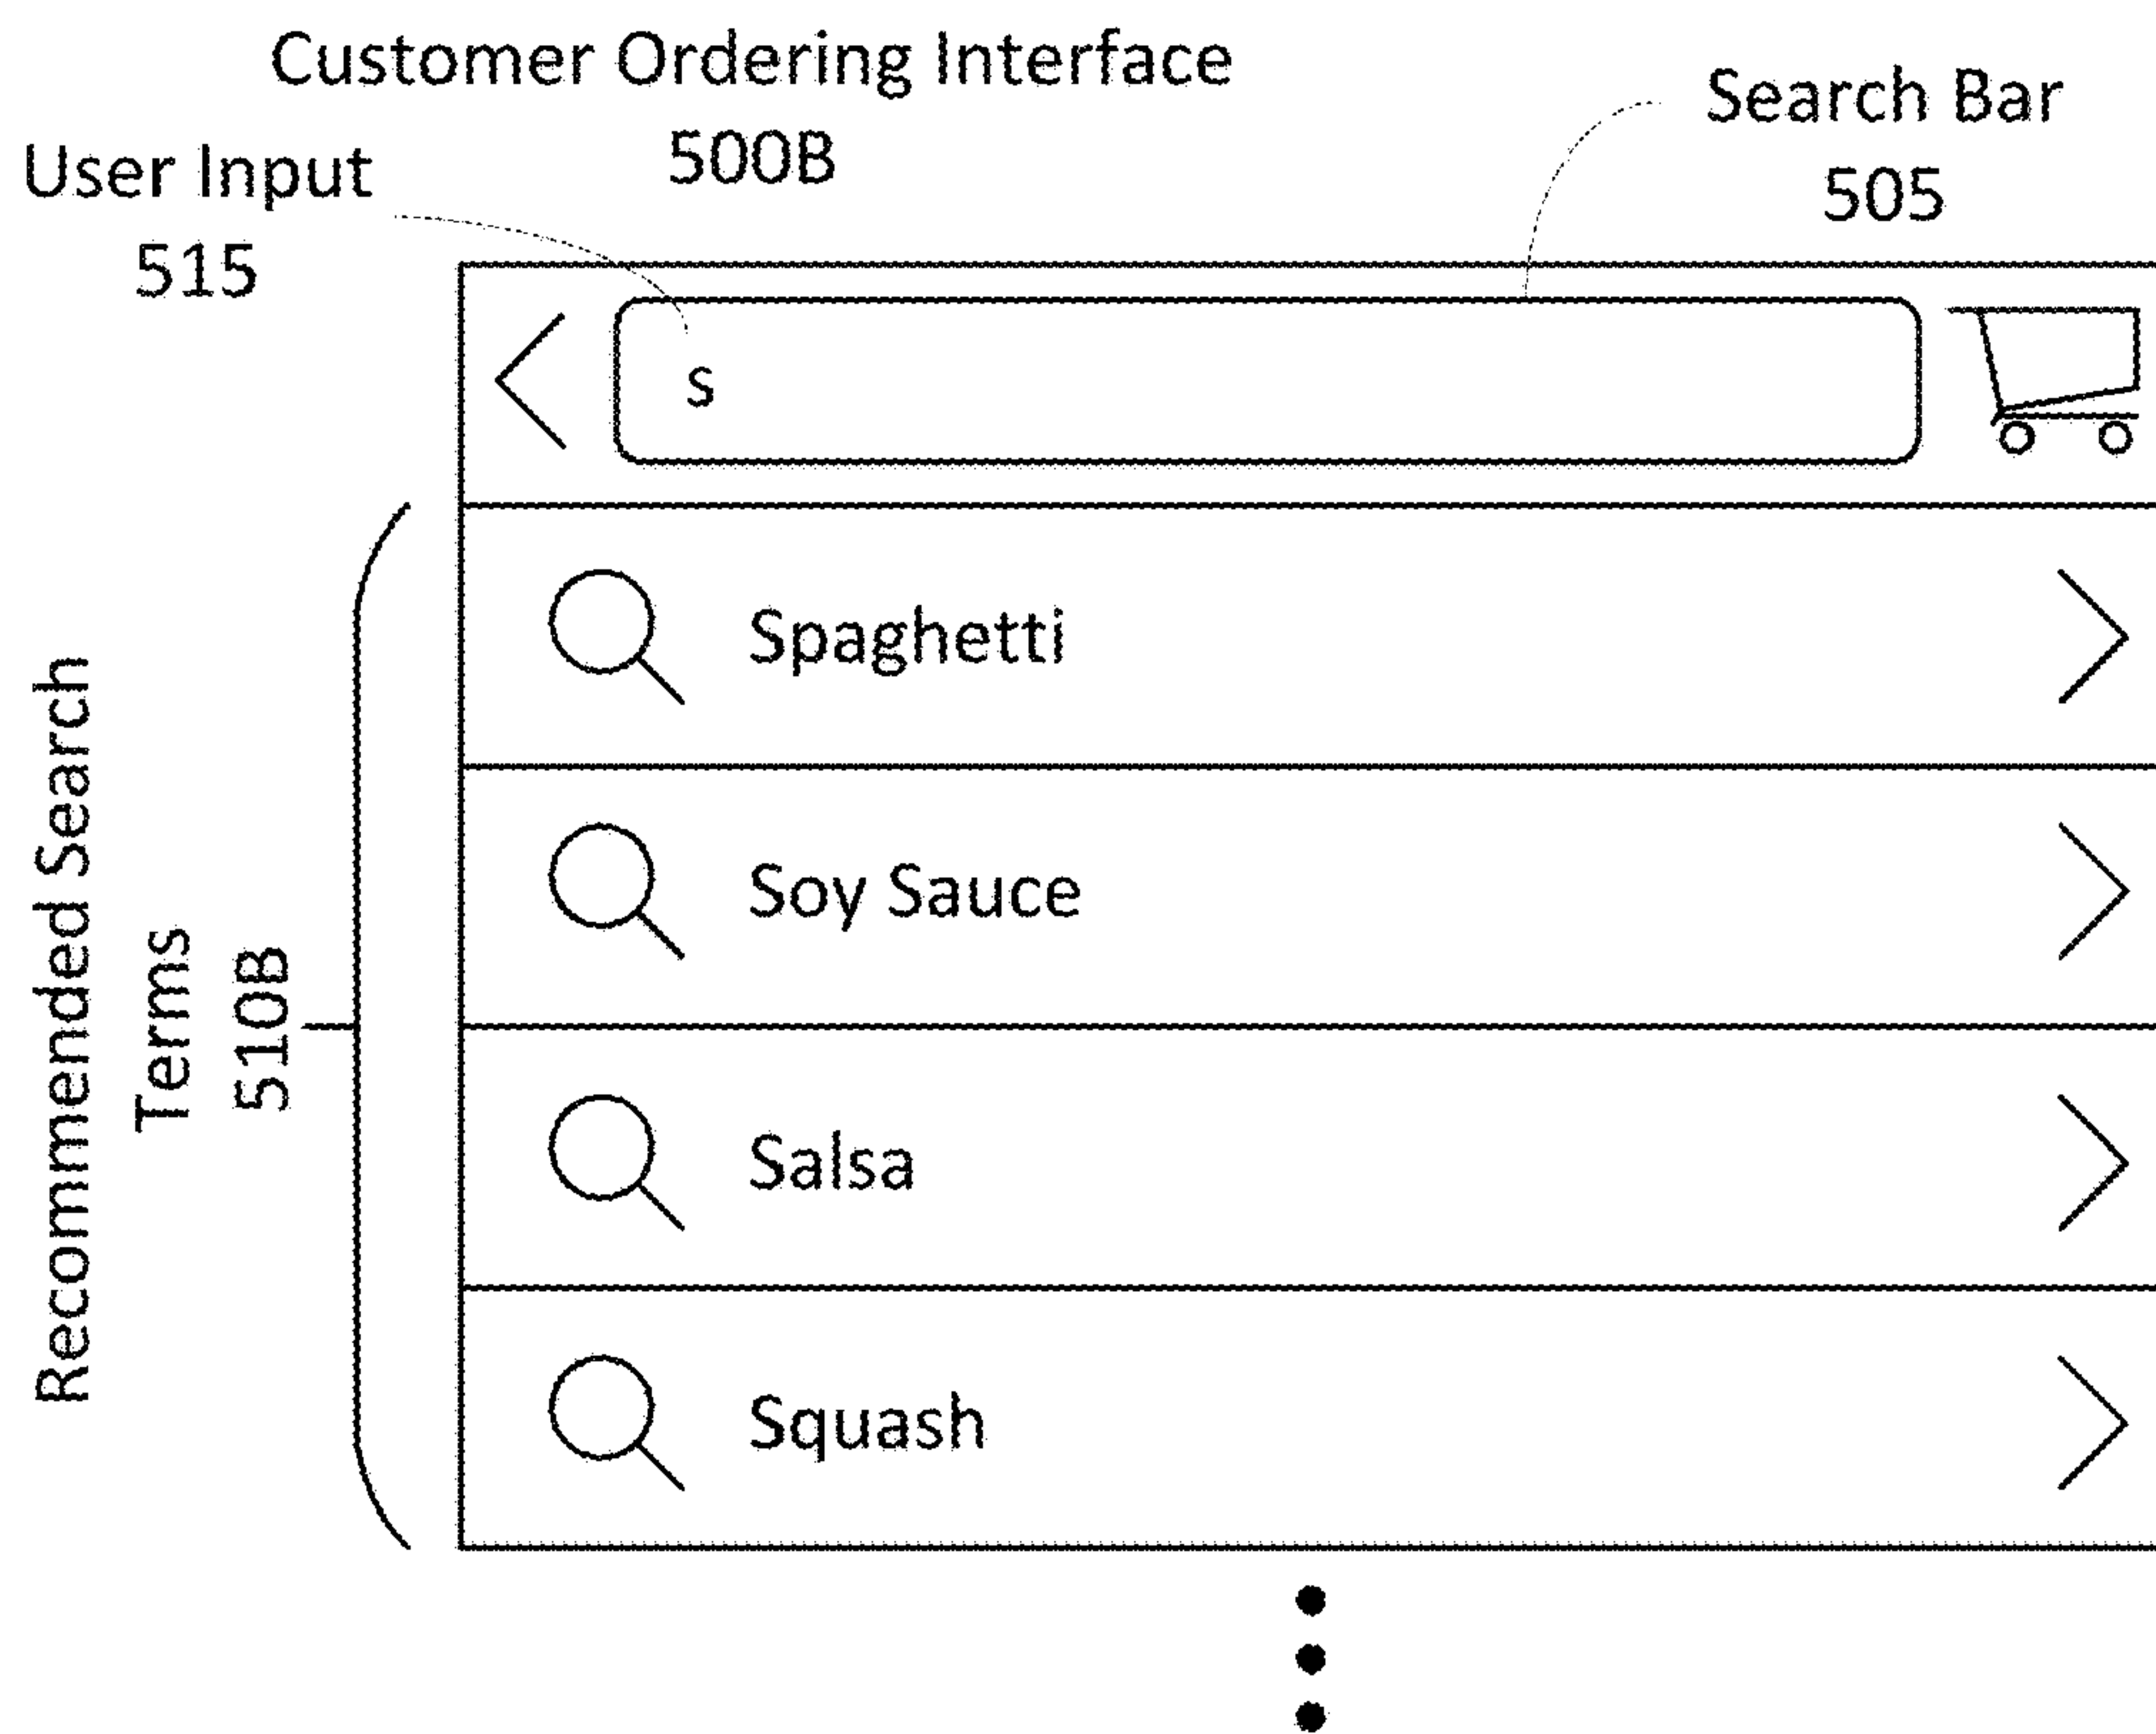 Customer Ordering Interface
500B
Search Bar
505
User Input
515
s
Recommended Search
Terms
510B
Spaghetti
Soy Sauce
Salsa
Squash